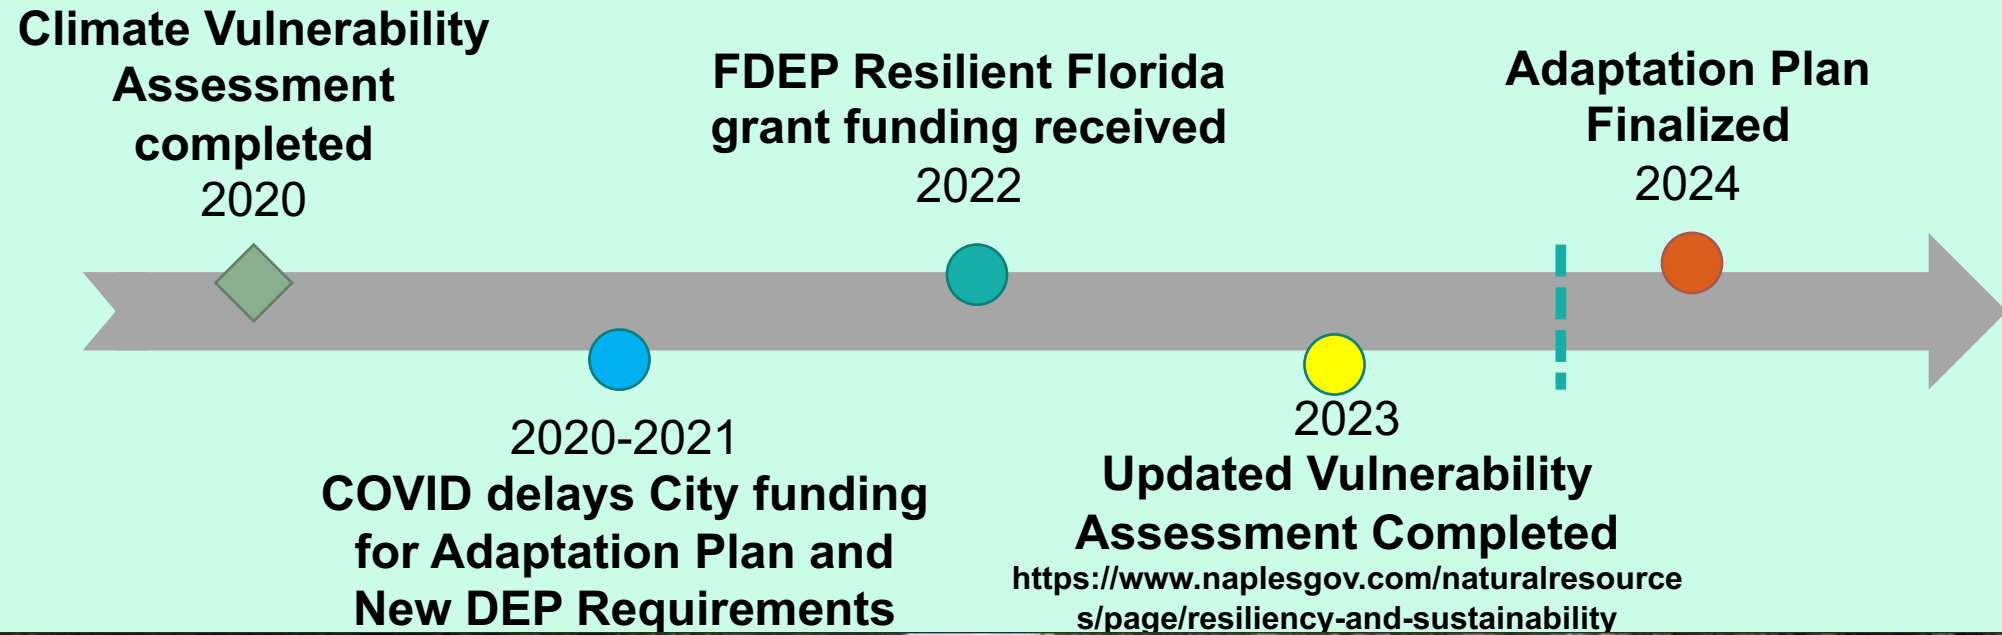 Climate Vulnerability
Assessment
completed
2020
FDEP Resilient Florida
grant funding received
2022
Adaptation Plan
Finalized
2024
2020-2021
COVID delays City funding
for Adaptation Plan and
New DEP Requirements
2023
Updated Vulnerability
Assessment Completed
https://www.naplesgov.com/naturalresource
s/page/resiliency-and-sustainability